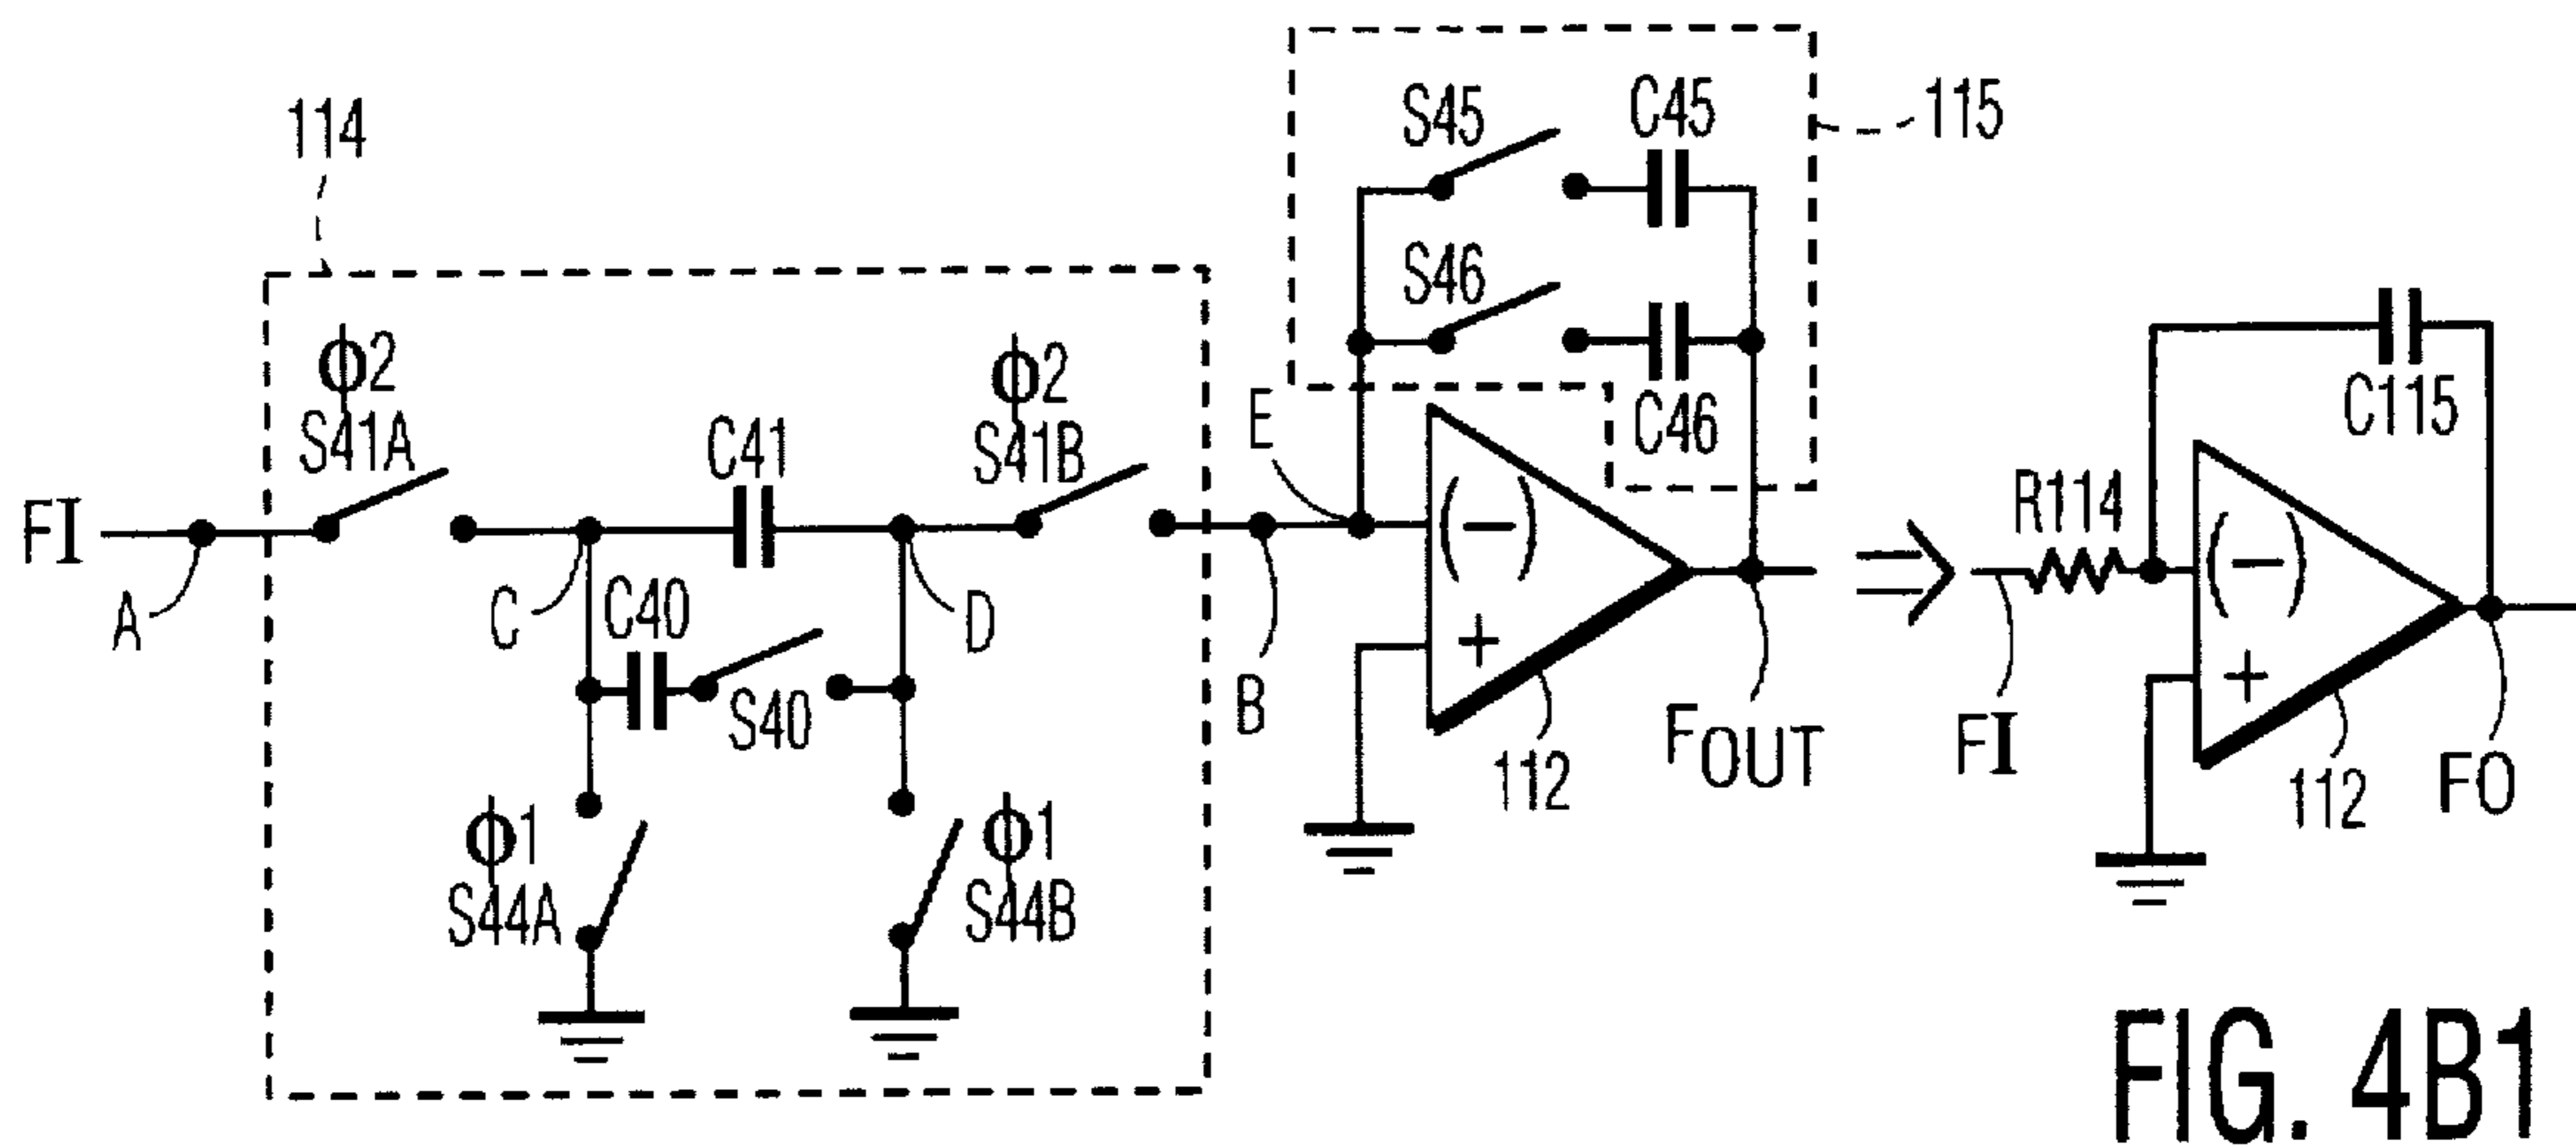 114
S45
C45
115
S46
C46
ϕ2
S41A
C41
ϕ2
S41B
E
(−)
+
C115
FI
A
C
C40
S40
D
B
112
FOUT
R114
(−)
+
FI
112
FO
ϕ1
S44A
ϕ1
S44B
FIG. 4B1